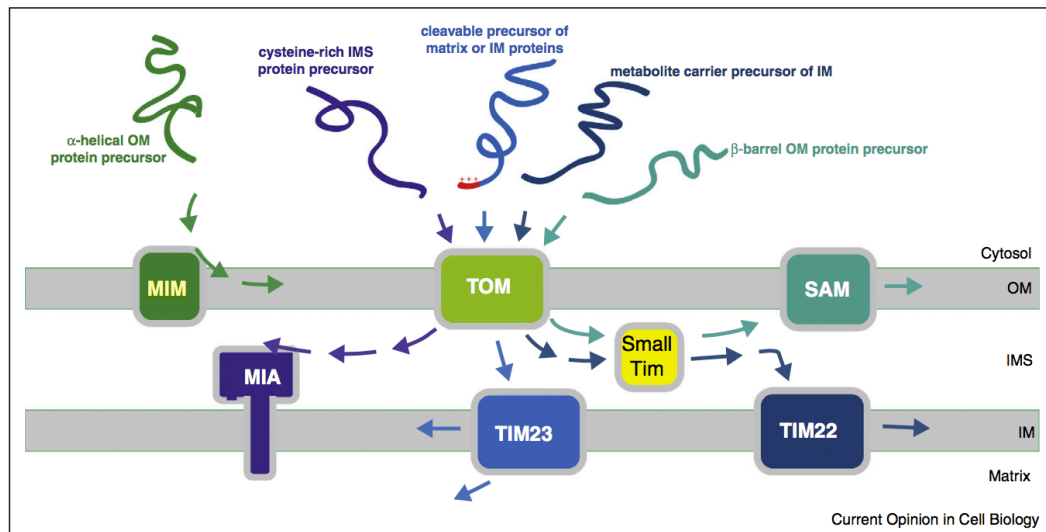 cleavable precursor of
matrix or IM proteins
cysteine-rich IMS
protein precursor
metabolite carrier precursor of IM
α-helical OM
protein precursor
β-barrel OM protein precursor
+++
Cytosol
MIM
TOM
SAM
OM
Small
Tim
IMS
MIA
TIM23
TIM22
IM
Matrix
Current Opinion in Cell Biology